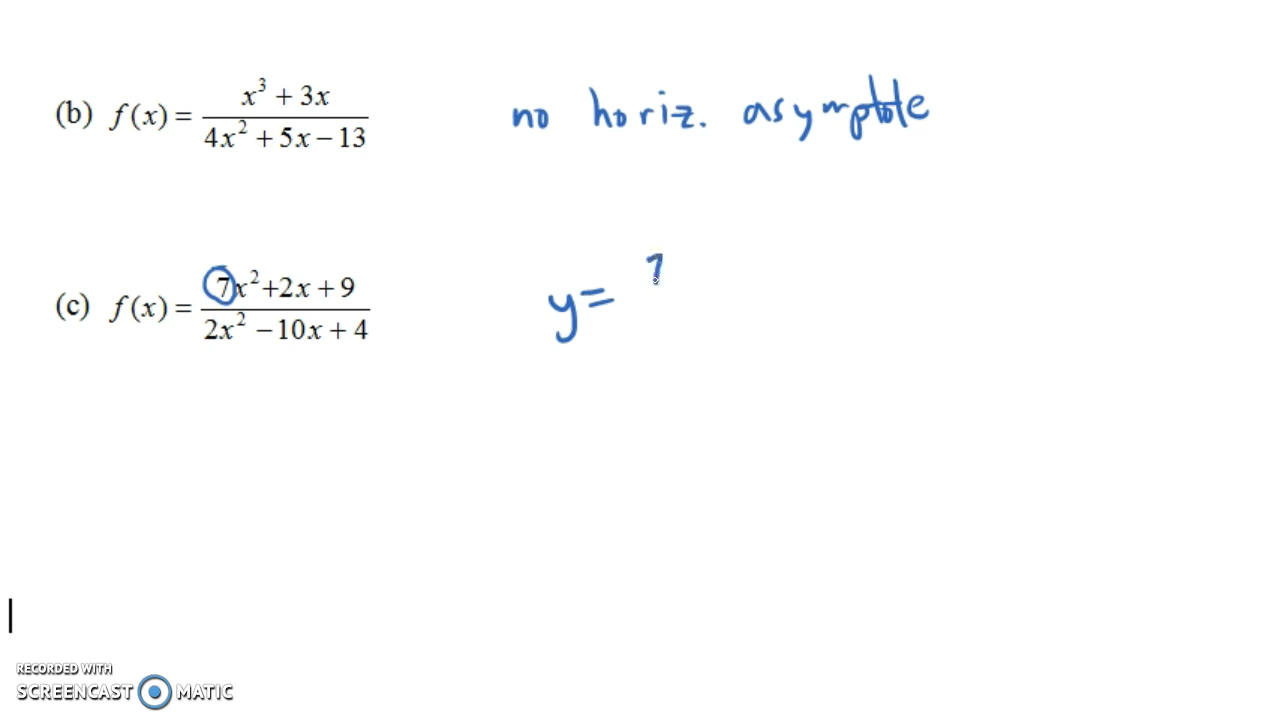 (b) f(x) = x³ + 3x / 4x² + 5x − 13 no horiz. asymptote
(c) f(x) = 7x² +2x + 9 / 2x² − 10x + 4 y = 7
RECORDED WITH
SCREENCAST MATIC